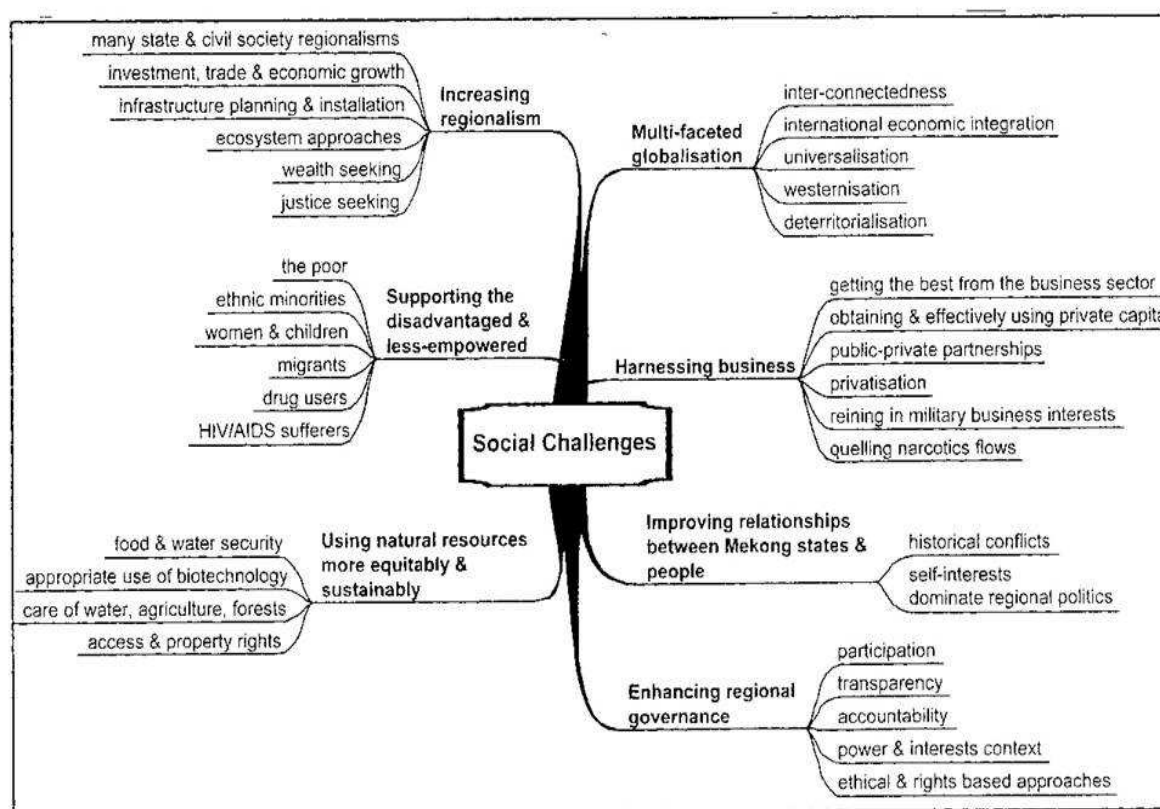 many state & civil society regionalisms
investment, trade & economic growth
infrastructure planning & installation
ecosystem approaches
wealth seeking
justice seeking
Increasing
regionalism
the poor
ethnic minorities
women & children
migrants
drug users
HIV/AIDS sufferers
Supporting the
disadvantaged &
less-empowered
food & water security
appropriate use of biotechnology
care of water, agriculture, forests
access & property rights
Using natural resources
more equitably &
sustainably
Social Challenges
Multi-faceted
globalisation
inter-connectedness
international economic integration
universalisation
westernisation
deterritorialisation
Harnessing business
getting the best from the business sector
obtaining & effectively using private capita
public-private partnerships
privatisation
reining in military business interests
quelling narcotics flows
Improving relationships
between Mekong states &
people
historical conflicts
self-interests
dominate regional politics
Enhancing regional
governance
participation
transparency
accountability
power & interests context
ethical & rights based approaches